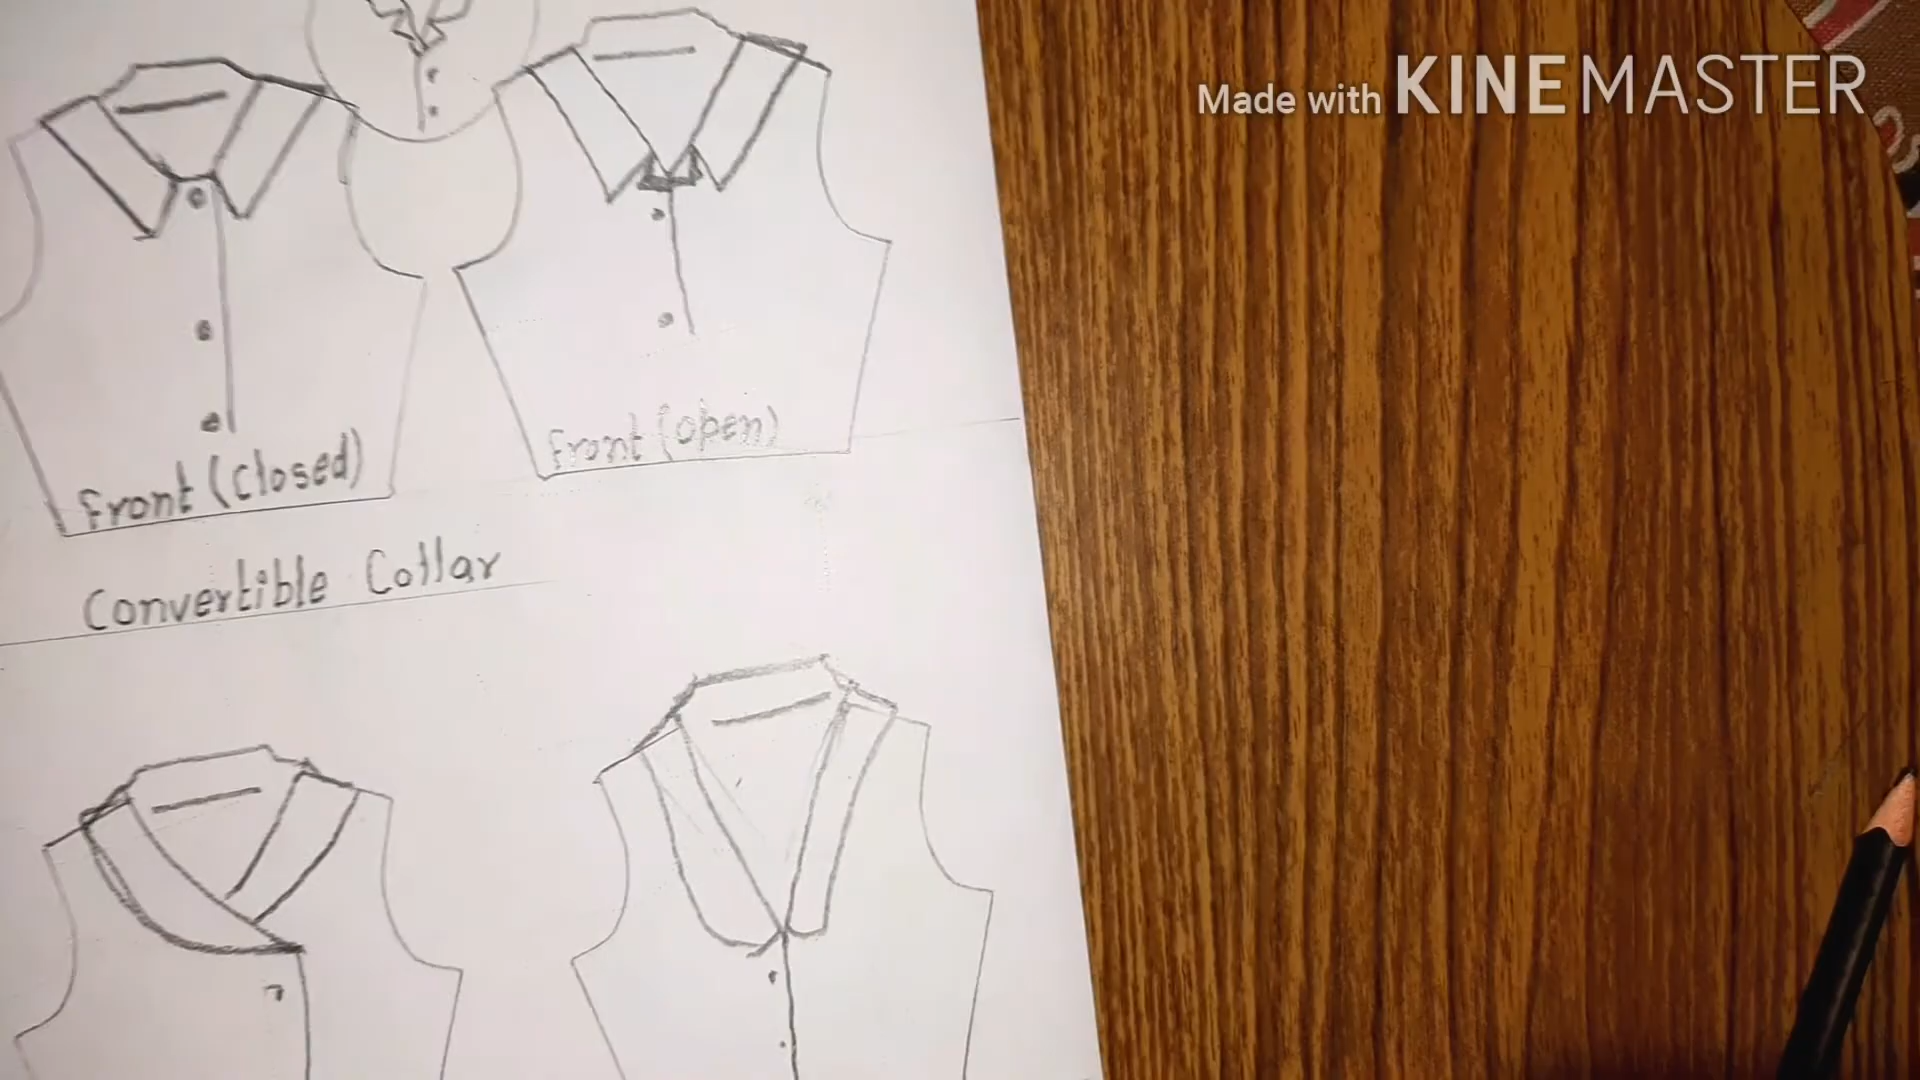 Made with KINEMASTER
Front (Closed)
Front (open)
Convertible Collar